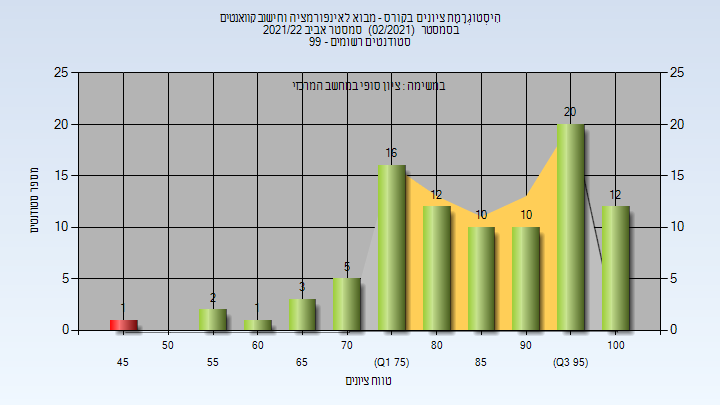 היסטוגרמת ציונים בקורס - מבוא לאינפורמציה וחישוב קוואנטים
בסמסטר (02/2021) סמסטר אביב 2021/22
סטודנטים רשומים - 99
במשימה : ציון סופי במחשב המרכזי
25 25
20 20
15 15
10 10
5 5
0 0
מספר סטודנטים
1 2 1 3 5 16 12 10 10 20 12
45 50 55 60 65 70 (Q1 75) 80 85 90 (Q3 95) 100
טווח ציונים